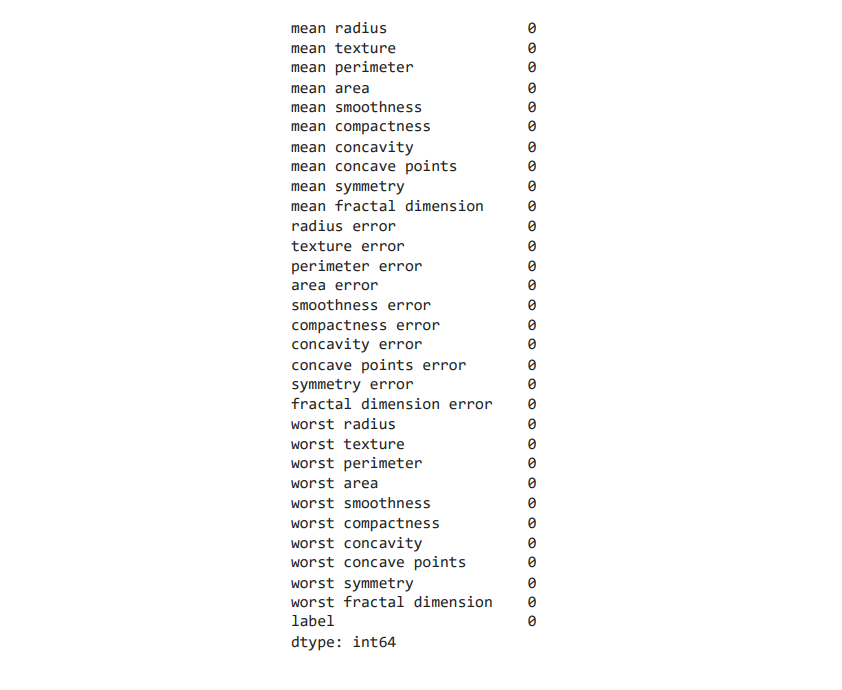 mean radius 0
mean texture 0
mean perimeter 0
mean area 0
mean smoothness 0
mean compactness 0
mean concavity 0
mean concave points 0
mean symmetry 0
mean fractal dimension 0
radius error 0
texture error 0
perimeter error 0
area error 0
smoothness error 0
compactness error 0
concavity error 0
concave points error 0
symmetry error 0
fractal dimension error 0
worst radius 0
worst texture 0
worst perimeter 0
worst area 0
worst smoothness 0
worst compactness 0
worst concavity 0
worst concave points 0
worst symmetry 0
worst fractal dimension 0
label 0
dtype: int64